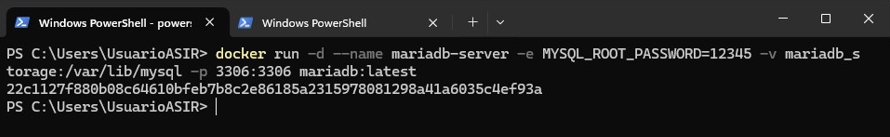 Windows PowerShell - power:
Windows PowerShell
PS C:\Users\UsuarioASIR> docker run -d --name mariadb-server -e MYSQL_ROOT_PASSWORD=12345 -v mariadb_s
torage:/var/lib/mysql -p 3306:3306 mariadb:latest
22c1127f880b08c64610bfeb7b8c2e86185a2315978081298a41a6035c4ef93a
PS C:\Users\UsuarioASIR>